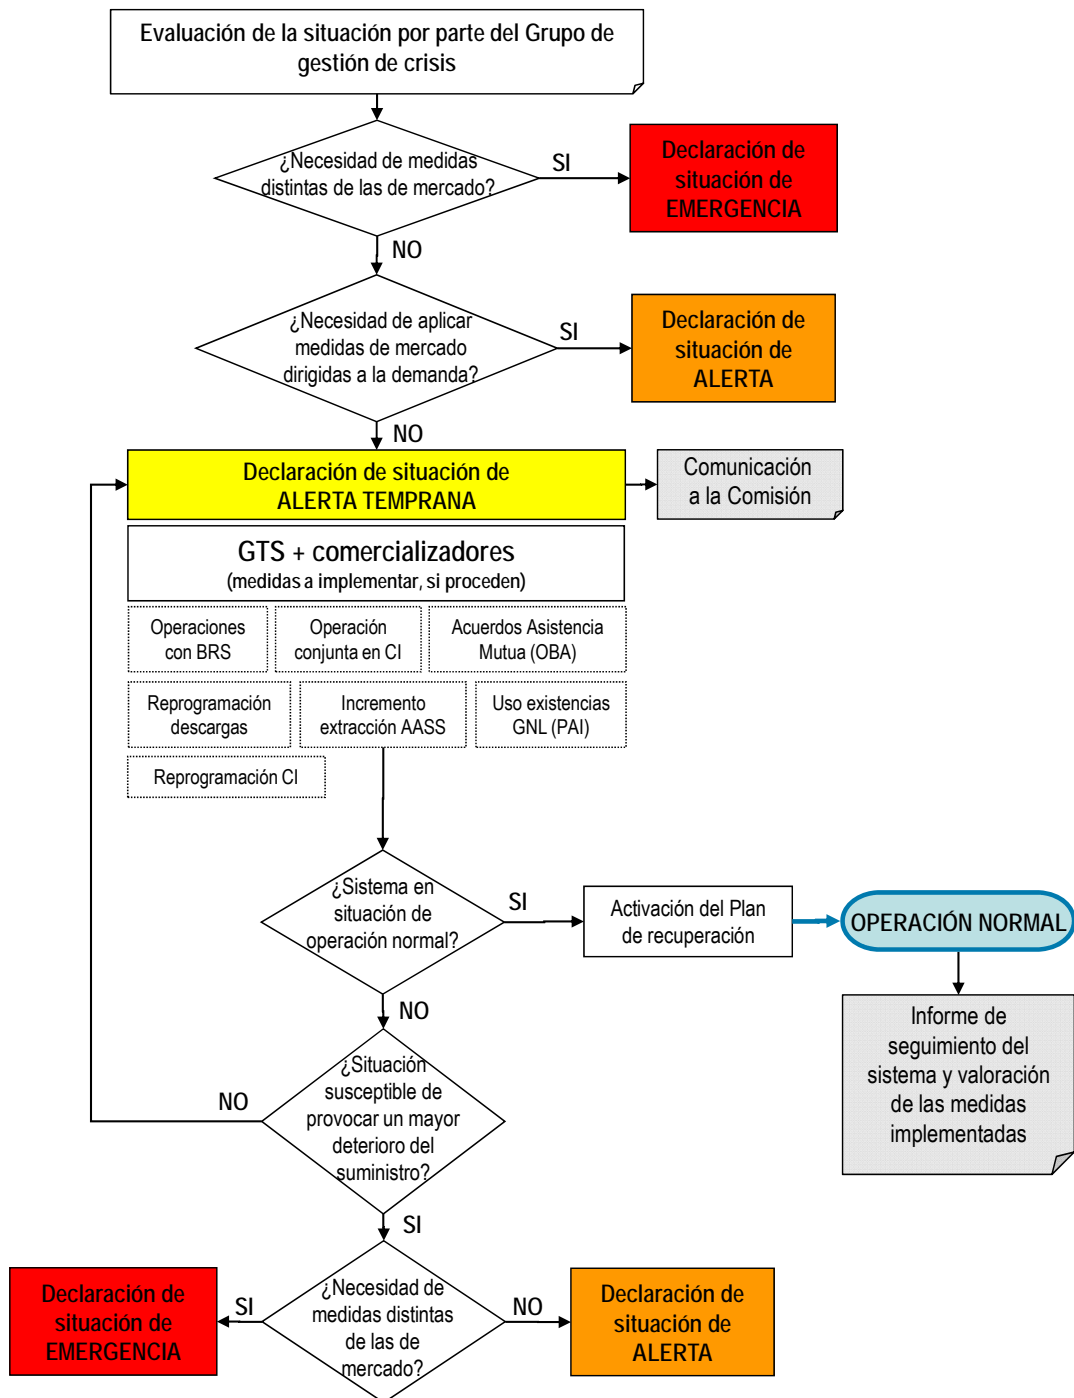 Evaluación de la situación por parte del Grupo de
gestión de crisis
¿Necesidad de medidas
distintas de las de mercado?
SI
Declaración de
situación de
EMERGENCIA
NO
¿Necesidad de aplicar
medidas de mercado
dirigidas a la demanda?
SI
Declaración de
situación de
ALERTA
NO
Declaración de situación de
ALERTA TEMPRANA
Comunicación
a la Comisión
GTS + comercializadores
(medidas a implementar, si proceden)
Operaciones
con BRS
Operación
conjunta en CI
Acuerdos Asistencia
Mutua (OBA)
Reprogramación
descargas
Incremento
extracción AASS
Uso existencias
GNL (PAI)
Reprogramación CI
¿Sistema en
situación de
operación normal?
SI
Activación del Plan
de recuperación
OPERACIÓN NORMAL
NO
Informe de
seguimiento del
sistema y valoración
de las medidas
implementadas
¿Situación
susceptible de
provocar un mayor
deterioro del
suministro?
NO
SI
¿Necesidad de
medidas distintas
de las de
mercado?
SI
Declaración de
situación de
EMERGENCIA
NO
Declaración de
situación de
ALERTA